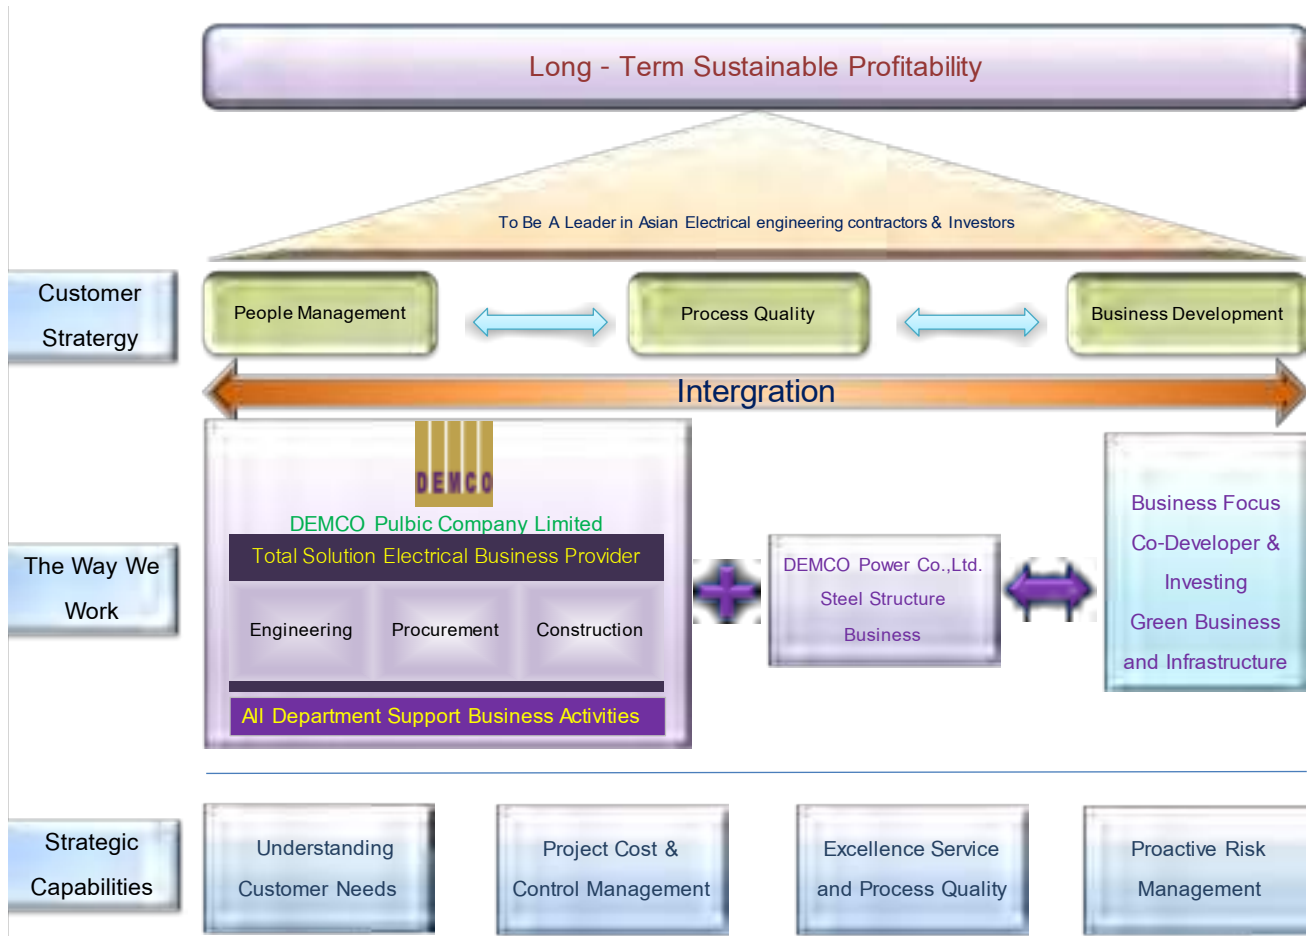 Long - Term Sustainable Profitability
To Be A Leader in Asian Electrical engineering contractors & Investors
Customer
Stratergy
People Management
Process Quality
Business Development
Intergration
DEMCO
DEMCO Pulbic Company Limited
Total Solution Electrical Business Provider
Engineering
Procurement
Construction
All Department Support Business Activities
The Way We
Work
DEMCO Power Co.,Ltd.
Steel Structure
Business
Business Focus
Co-Developer &
Investing
Green Business
and Infrastructure
Strategic
Capabilities
Understanding
Customer Needs
Project Cost &
Control Management
Excellence Service
and Process Quality
Proactive Risk
Management